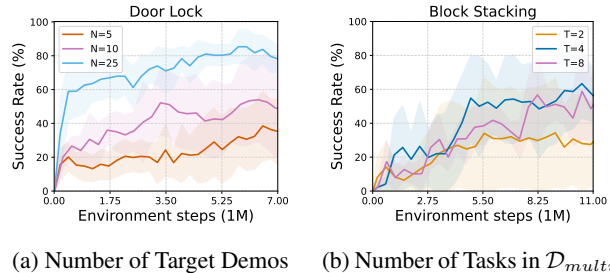 Door Lock
Success Rate (%)
100
80
60
40
20
0
N=5
N=10
N=25
0.00 1.75 3.50 5.25 7.00
Environment steps (1M)
(a) Number of Target Demos
Block Stacking
Success Rate (%)
100
80
60
40
20
0
T=2
T=4
T=8
0.00 2.75 5.50 8.25 11.00
Environment steps (1M)
(b) Number of Tasks in 𝒟multi